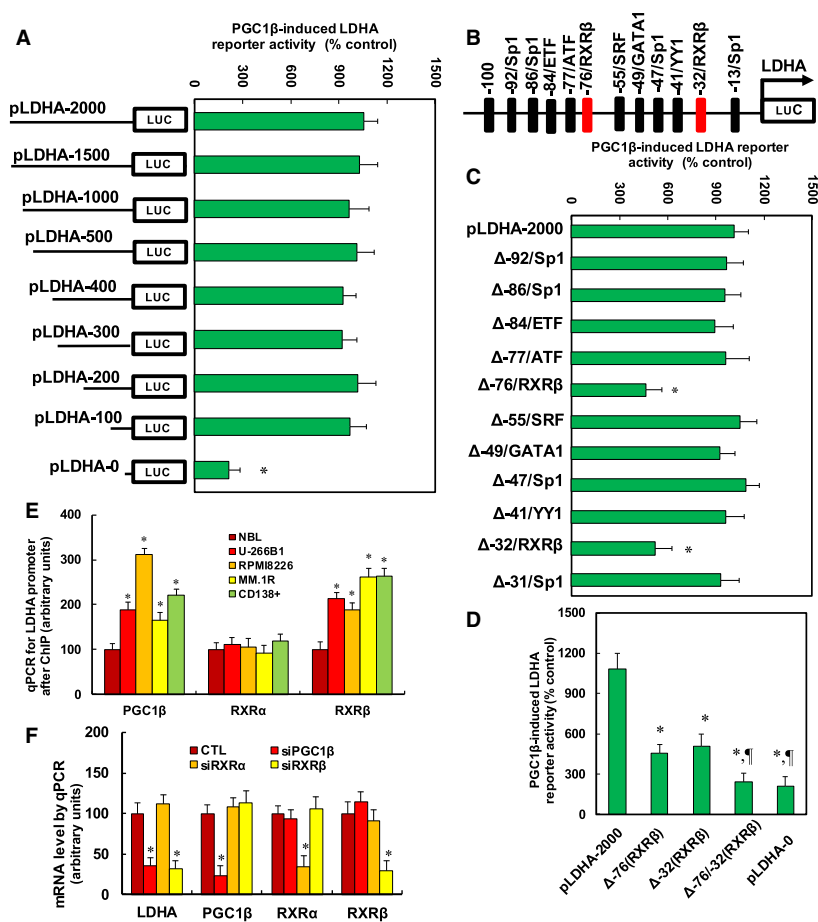 A
PGC1β-induced LDHA
reporter activity
(% control)
0
300
600
900
1200
1500
pLDHA-2000
LUC
pLDHA-1500
LUC
pLDHA-1000
LUC
pLDHA-500
LUC
pLDHA-400
LUC
pLDHA-300
LUC
pLDHA-200
LUC
pLDHA-100
LUC
pLDHA-0
LUC
*
B
-100
-92/Sp1
-86/Sp1
-84/ETF
-77/ATF
-76/RXRβ
-55/SRF
-49/GATA1
-47/Sp1
-41/YY1
-32/RXRβ
-13/Sp1
LDHA
LUC
C
PGC1β-induced LDHA reporter
activity (% control)
0
300
600
900
1200
1500
pLDHA-2000
Δ-92/Sp1
Δ-86/Sp1
Δ-84/ETF
Δ-77/ATF
Δ-76/RXRβ
*
Δ-55/SRF
Δ-49/GATA1
Δ-47/Sp1
Δ-41/YY1
Δ-32/RXRβ
*
Δ-31/Sp1
D
PGC1β-induced LDHA
reporter activity (% control)
1500
1200
900
600
300
0
*
*
*,¶
*,¶
pLDHA-2000
Δ-76(RXRβ)
Δ-32(RXRβ)
Δ-76/-32(RXRβ)
pLDHA-0
E
qPCR for LDHA promoter
after ChIP (arbitrary units)
400
300
200
100
0
NBL
U-266B1
RPMI8226
MM.1R
CD138+
* * * *
* * * *
PGC1β RXRα RXRβ
F
mRNA level by qPCR
(arbitrary units)
200
150
100
50
0
CTL siPGC1β
siRXRα siRXRβ
* * * * *
LDHA PGC1β RXRα RXRβ